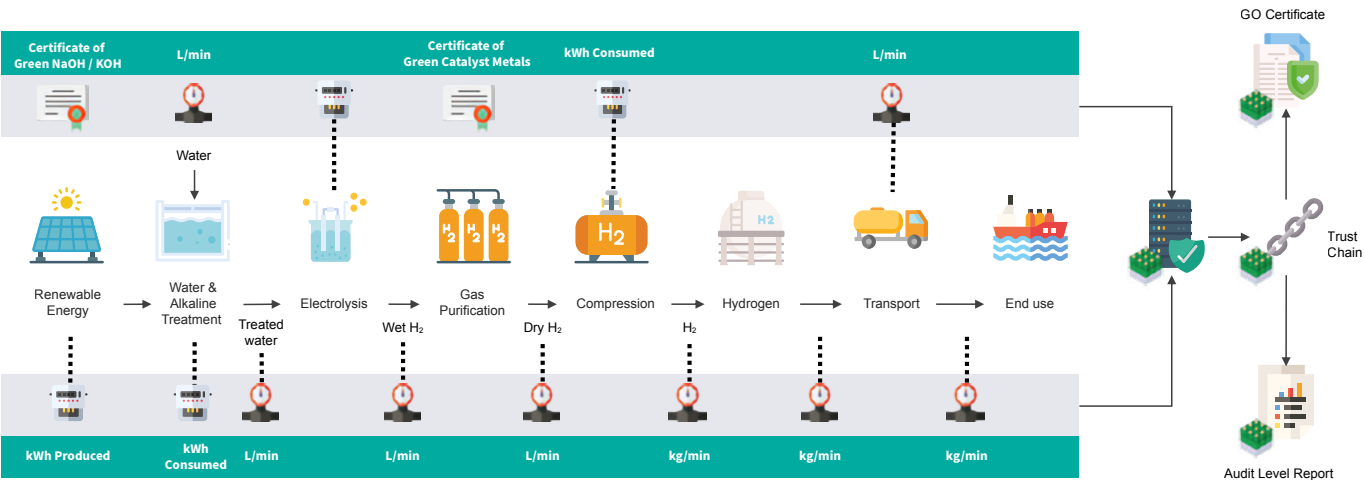 GO Certificate
Certificate of
Green NaOH / KOH
L/min
Certificate of
Green Catalyst Metals
kWh Consumed
L/min
Water
H2
H2
H2
H2
H2
Renewable
Energy
Water &
Alkaline
Treatment
Treated
water
Electrolysis
Wet H₂
Gas
Purification
Dry H₂
Compression
H₂
Hydrogen
Transport
End use
Trust
Chain
kWh Produced
kWh
Consumed
L/min
L/min
L/min
kg/min
kg/min
kg/min
Audit Level Report